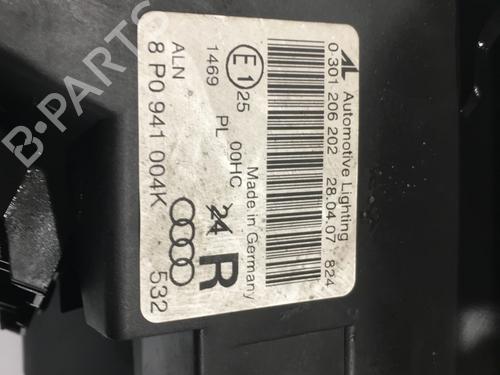 AL Automotive Lighting
0 301 206 202 28.04.07 824
E1 25 00HC Made in Germany
1469 PL 24 R
ALN
8 P0 941 004K 532
B-PARTS